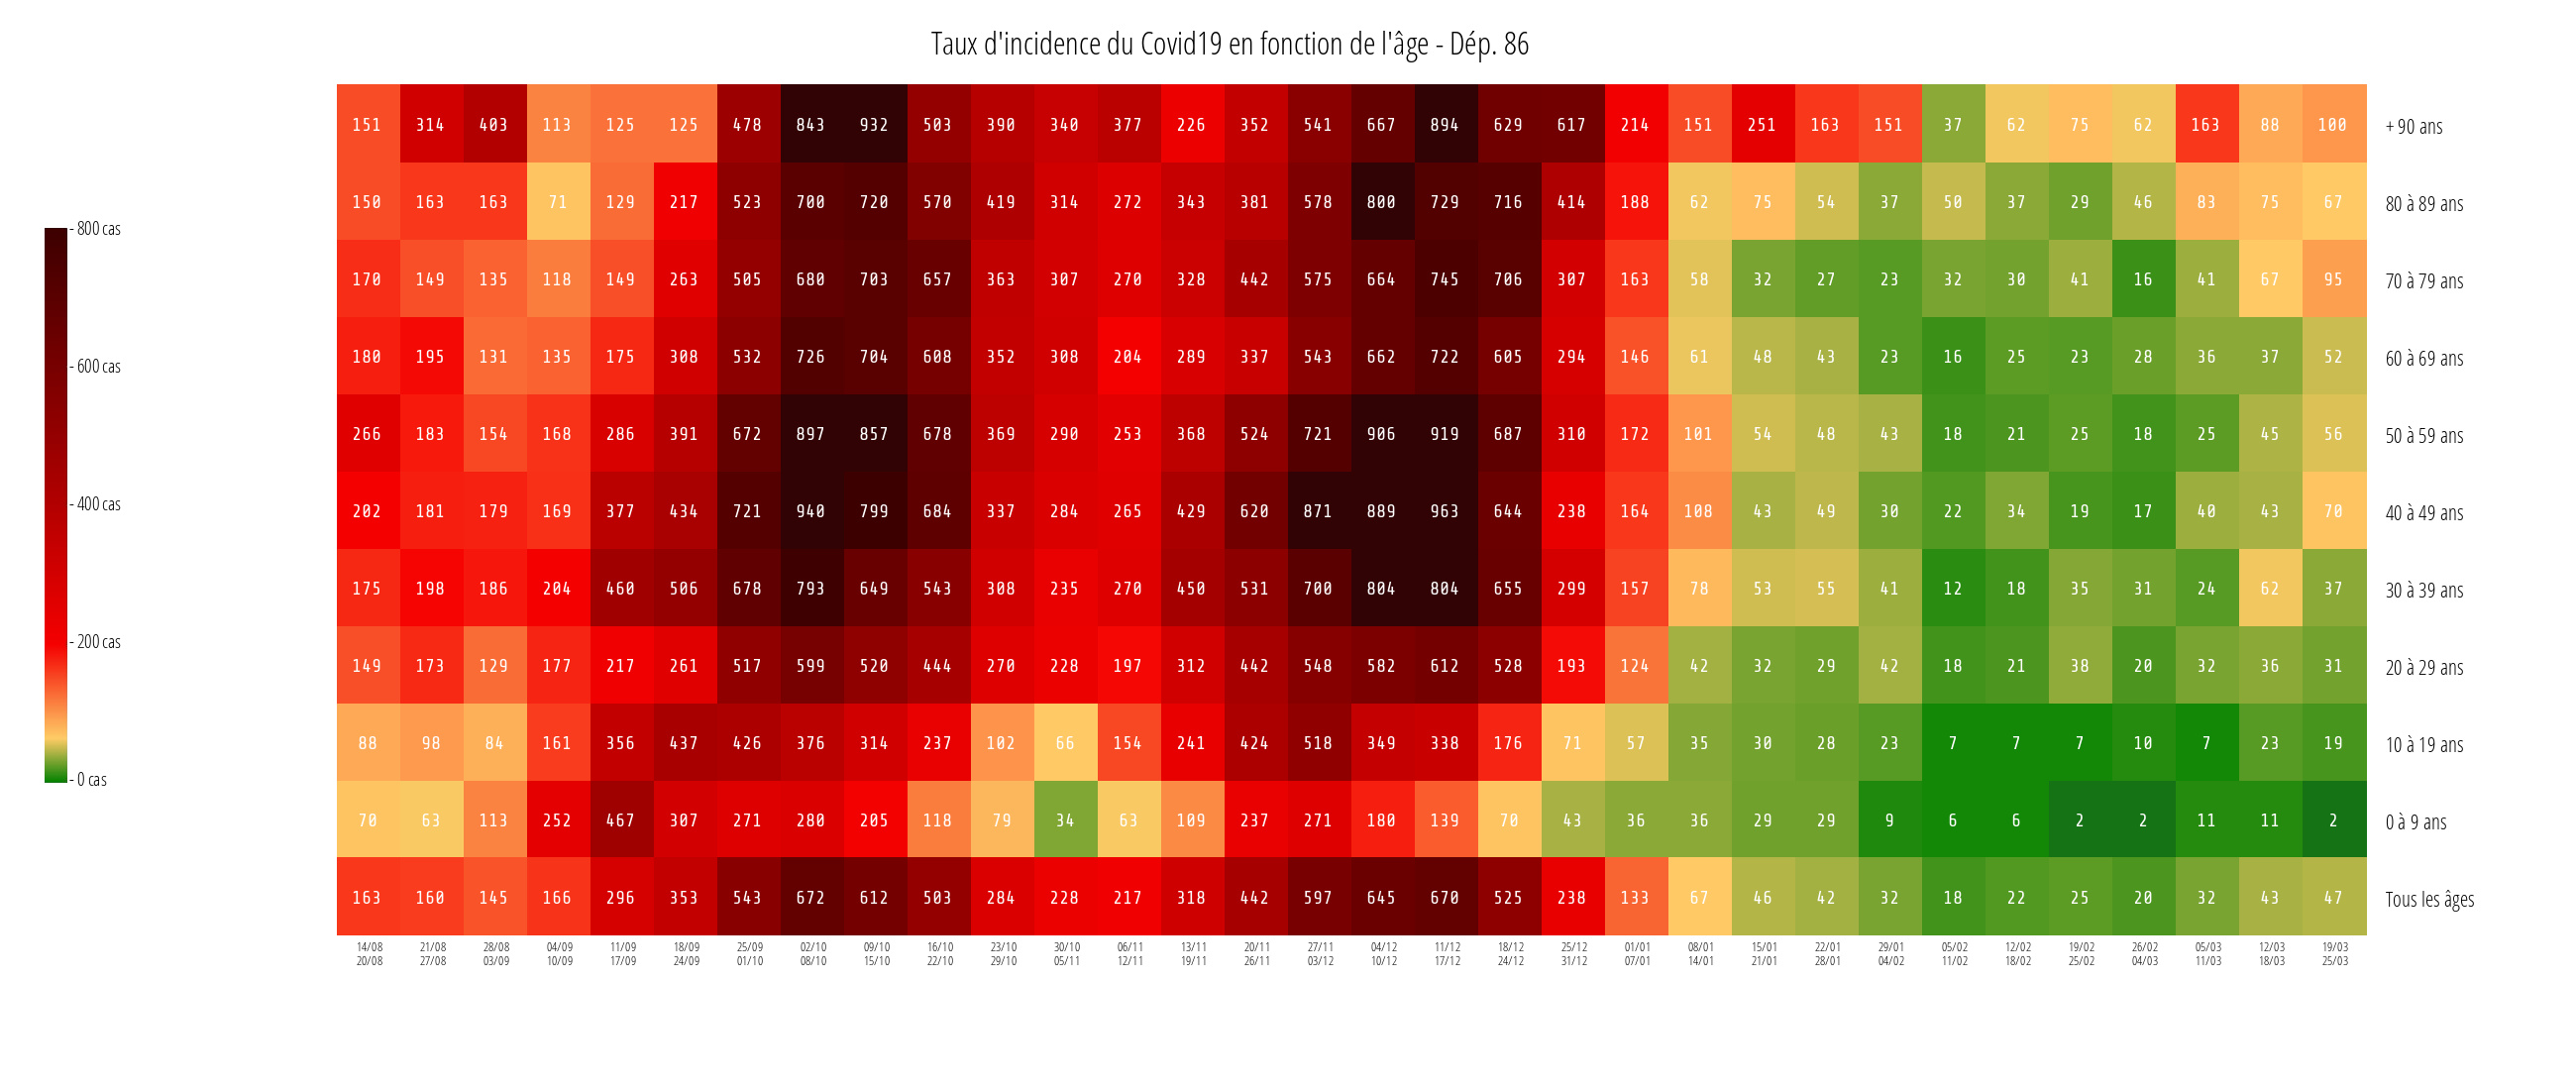 Taux d'incidence du Covid19 en fonction de l'âge - Dép. 86
151 314 403 113 125 125 478 843 932 503 390 340 377 226 352 541 667 894 629 617 214 151 251 163 151 37 62 75 62 163 88 100 + 90 ans
150 163 163 71 129 217 523 700 720 570 419 314 272 343 381 578 800 729 716 414 188 62 75 54 37 50 37 29 46 83 75 67 80 à 89 ans
- 800 cas
170 149 135 118 149 263 505 680 703 657 363 307 270 328 442 575 664 745 706 307 163 58 32 27 23 32 30 41 16 41 67 95 70 à 79 ans
180 195 131 135 175 308 532 726 704 608 352 308 204 289 337 543 662 722 605 294 146 61 48 43 23 16 25 23 28 36 37 52 60 à 69 ans
- 600 cas
266 183 154 168 286 391 672 897 857 678 369 290 253 368 524 721 906 919 687 310 172 101 54 48 43 18 21 25 18 25 45 56 50 à 59 ans
- 400 cas
202 181 179 169 377 434 721 940 799 684 337 284 265 429 620 871 889 963 644 238 164 108 43 49 30 22 34 19 17 40 43 70 40 à 49 ans
175 198 186 204 460 506 678 793 649 543 308 235 270 450 531 700 804 804 655 299 157 78 53 55 41 12 18 35 31 24 62 37 30 à 39 ans
- 200 cas
149 173 129 177 217 261 517 599 520 444 270 228 197 312 442 548 582 612 528 193 124 42 32 29 42 18 21 38 20 32 36 31 20 à 29 ans
88 98 84 161 356 437 426 376 314 237 102 66 154 241 424 518 349 338 176 71 57 35 30 28 23 7 7 7 10 7 23 19 10 à 19 ans
- 0 cas
70 63 113 252 467 307 271 280 205 118 79 34 63 109 237 271 180 139 70 43 36 36 29 29 9 6 6 2 2 11 11 2 0 à 9 ans
163 160 145 166 296 353 543 672 612 503 284 228 217 318 442 597 645 670 525 238 133 67 46 42 32 18 22 25 20 32 43 47 Tous les âges
14/08 21/08 28/08 04/09 11/09 18/09 25/09 02/10 09/10 16/10 23/10 30/10 06/11 13/11 20/11 27/11 04/12 11/12 18/12 25/12 01/01 08/01 15/01 22/01 29/01 05/02 12/02 19/02 26/02 05/03 12/03 19/03
20/08 27/08 03/09 10/09 17/09 24/09 01/10 08/10 15/10 22/10 29/10 05/11 12/11 19/11 26/11 03/12 10/12 17/12 24/12 31/12 07/01 14/01 21/01 28/01 04/02 11/02 18/02 25/02 04/03 11/03 18/03 25/03